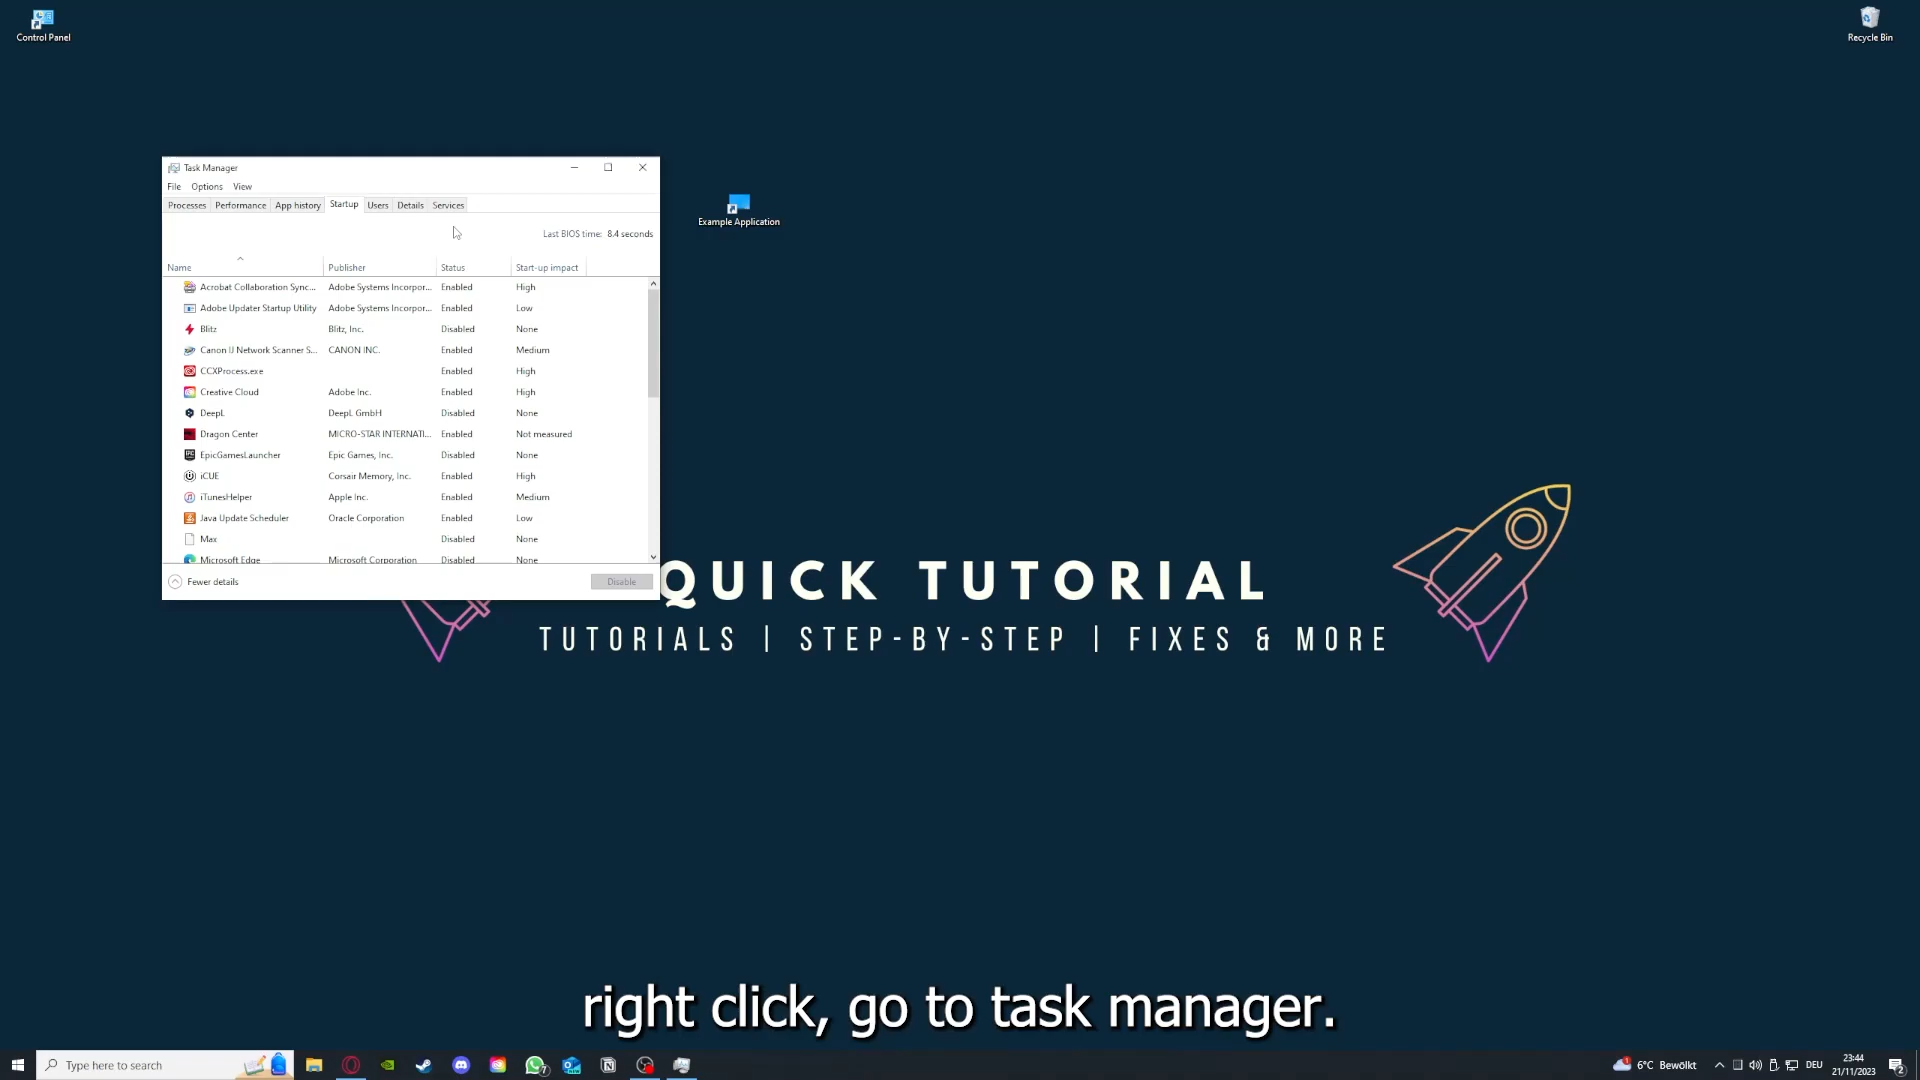 Control Panel
Recycle Bin
Task Manager
File Options View
Processes Performance App history Startup Users Details Services
Example Application
Last BIOS time: 8.4 seconds
Name Publisher Status Start-up impact
Acrobat Collaboration Sync... Adobe Systems Incorpor... Enabled High
Adobe Updater Startup Utility Adobe Systems Incorpor... Enabled Low
Blitz Blitz, Inc. Disabled None
Canon IJ Network Scanner S... CANON INC. Enabled Medium
CCXProcess.exe Enabled High
Creative Cloud Adobe Inc. Enabled High
DeepL DeepL GmbH Disabled None
Dragon Center MICRO-STAR INTERNATI... Enabled Not measured
EpicGamesLauncher Epic Games, Inc. Disabled None
iCUE Corsair Memory, Inc. Enabled High
iTunesHelper Apple Inc. Enabled Medium
Java Update Scheduler Oracle Corporation Enabled Low
Max Disabled None
Microsoft Edge Microsoft Corporation Disabled None
Fewer details Disable
QUICK TUTORIAL
TUTORIALS | STEP-BY-STEP | FIXES & MORE
right click, go to task manager.
Type here to search
7
1
6°C Bewölkt
DEU
23:44
21/11/2023
2